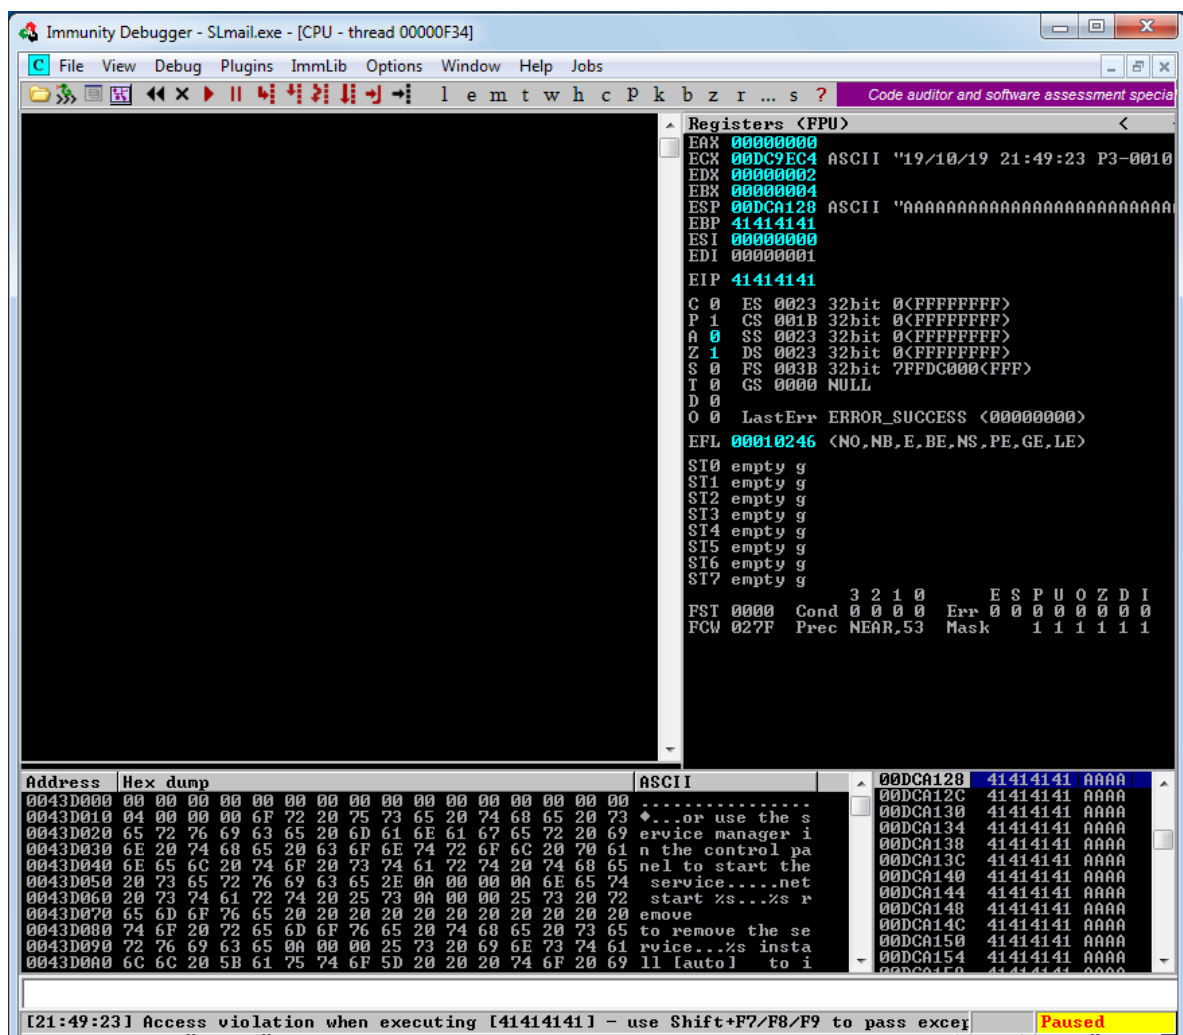 Immunity Debugger - SLmail.exe - [CPU - thread 00000F34]
C File View Debug Plugins ImmLib Options Window Help Jobs
l e m t w h c P k b z r ... s ? Code auditor and software assessment special
Registers (FPU) <
EAX 00000000
ECX 00DC9EC4 ASCII "19/10/19 21:49:23 P3-0010
EDX 00000002
EBX 00000004
ESP 00DCA128 ASCII "AAAAAAAAAAAAAAAAAAAAAAAAA
EBP 41414141
ESI 00000000
EDI 00000001
EIP 41414141
C 0 ES 0023 32bit 0(FFFFFFFF)
P 1 CS 001B 32bit 0(FFFFFFFF)
A 0 SS 0023 32bit 0(FFFFFFFF)
Z 1 DS 0023 32bit 0(FFFFFFFF)
S 0 FS 003B 32bit 7FFDC000(FFF)
T 0 GS 0000 NULL
D 0
O 0 LastErr ERROR_SUCCESS (00000000)
EFL 00010246 (NO,NB,E,BE,NS,PE,GE,LE)
ST0 empty g
ST1 empty g
ST2 empty g
ST3 empty g
ST4 empty g
ST5 empty g
ST6 empty g
ST7 empty g
3 2 1 0 E S P U O Z D I
FST 0000 Cond 0 0 0 0 Err 0 0 0 0 0 0 0 0
FCW 027F Prec NEAR,53 Mask 1 1 1 1 1 1
Address Hex dump ASCII
0043D000 00 00 00 00 00 00 00 00 00 00 00 00 00 00 00 00 ................
0043D010 04 00 00 00 6F 72 20 75 73 65 20 74 68 65 20 73 ♦...or use the s
0043D020 65 72 76 69 63 65 20 6D 61 6E 61 67 65 72 20 69 ervice manager i
0043D030 6E 20 74 68 65 20 63 6F 6E 74 72 6F 6C 20 70 61 n the control pa
0043D040 6E 65 6C 20 74 6F 20 73 74 61 72 74 20 74 68 65 nel to start the
0043D050 20 73 65 72 76 69 63 65 2E 0A 00 00 0A 6E 65 74 service.....net
0043D060 20 73 74 61 72 74 20 25 73 0A 00 00 25 73 20 72 start %s...%s r
0043D070 65 6D 6F 76 65 20 20 20 20 20 20 20 20 20 20 20 emove
0043D080 74 6F 20 72 65 6D 6F 76 65 20 74 68 65 20 73 65 to remove the se
0043D090 72 76 69 63 65 0A 00 00 25 73 20 69 6E 73 74 61 rvice...%s insta
0043D0A0 6C 6C 20 5B 61 75 74 6F 5D 20 20 20 74 6F 20 69 ll [auto] to i
00DCA128 41414141 AAAA
00DCA12C 41414141 AAAA
00DCA130 41414141 AAAA
00DCA134 41414141 AAAA
00DCA138 41414141 AAAA
00DCA13C 41414141 AAAA
00DCA140 41414141 AAAA
00DCA144 41414141 AAAA
00DCA148 41414141 AAAA
00DCA14C 41414141 AAAA
00DCA150 41414141 AAAA
00DCA154 41414141 AAAA
[21:49:23] Access violation when executing [41414141] - use Shift+F7/F8/F9 to pass excep
Paused